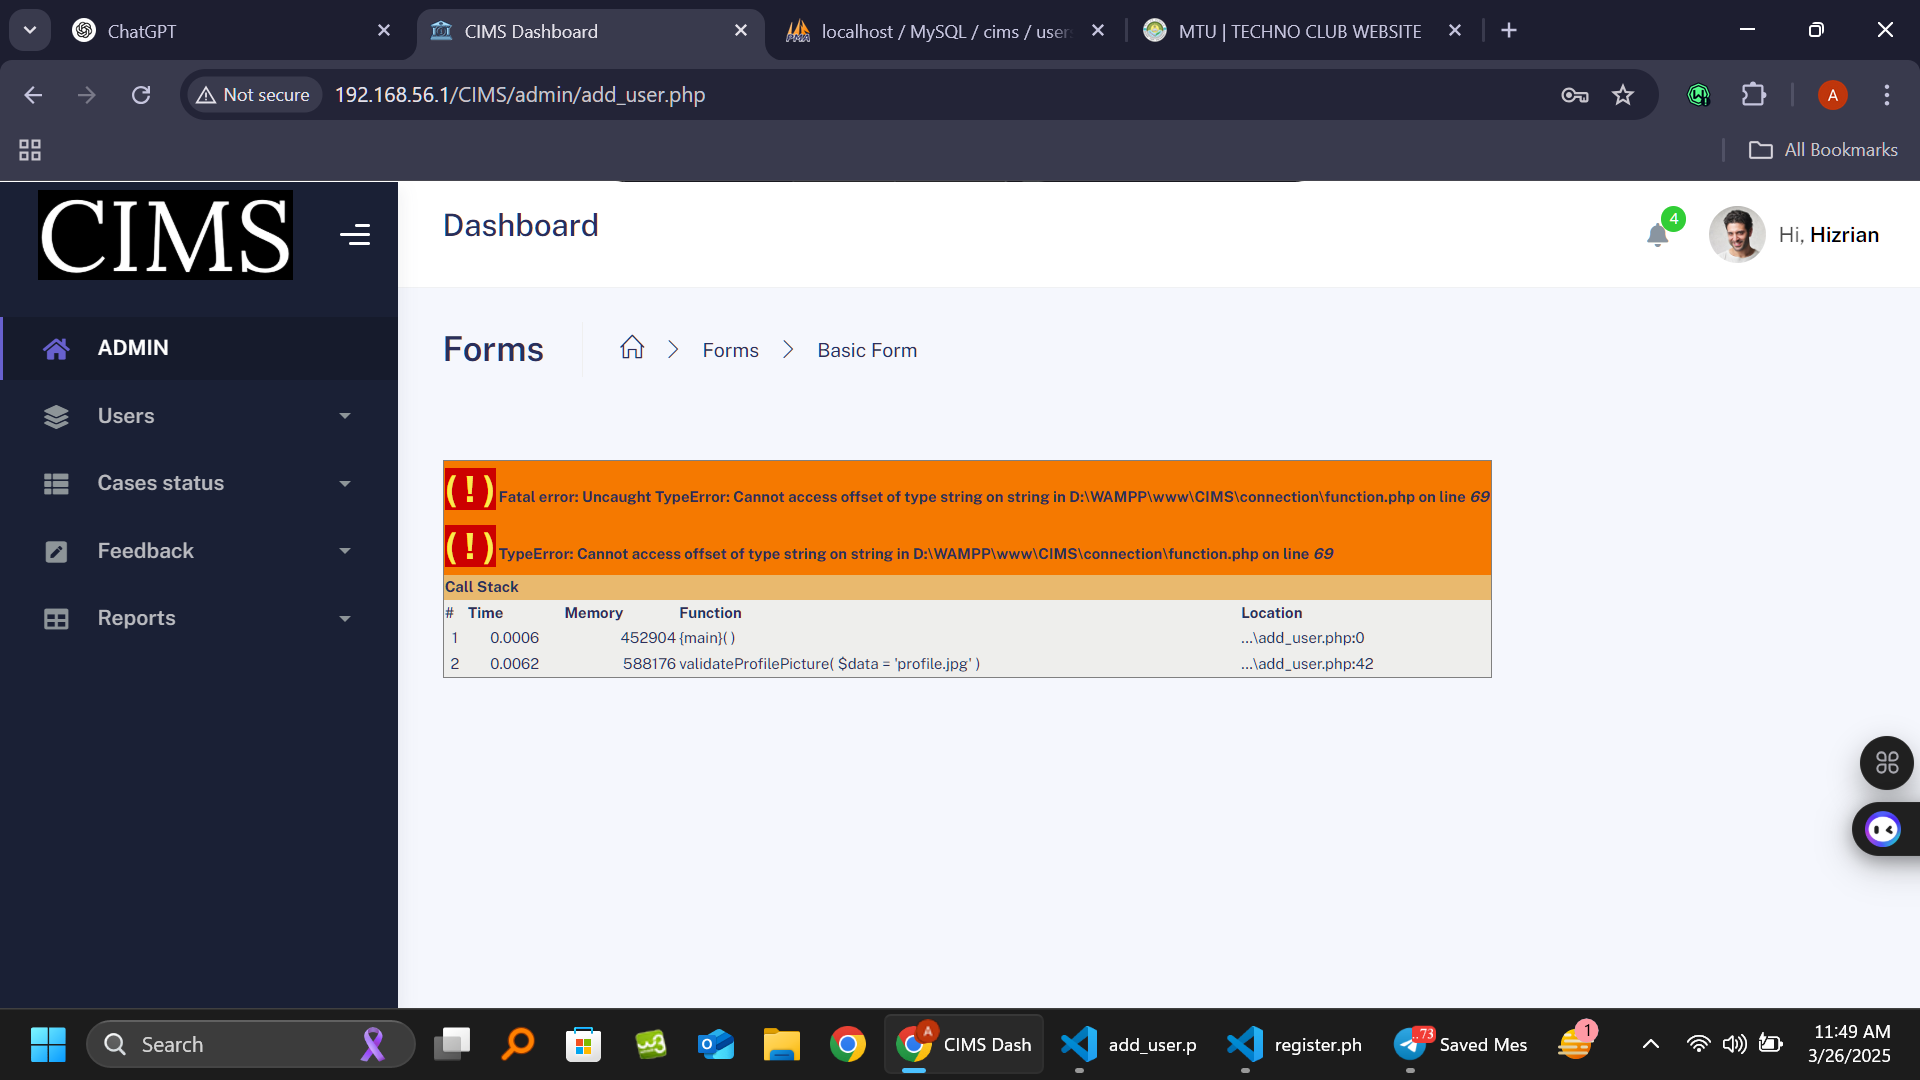 ChatGPT
CIMS Dashboard
localhost / MySQL / cims / users
MTU | TECHNO CLUB WEBSITE
Not secure
192.168.56.1/CIMS/admin/add_user.php
A
All Bookmarks
CIMS
Dashboard
4
Hi, Hizrian
ADMIN
Users
Cases status
Feedback
Reports
Forms
Forms
Basic Form
( ! ) Fatal error: Uncaught TypeError: Cannot access offset of type string on string in D:\WAMPP\www\CIMS\connection\function.php on line 69
( ! ) TypeError: Cannot access offset of type string on string in D:\WAMPP\www\CIMS\connection\function.php on line 69
Call Stack
# Time Memory Function Location
1 0.0006 452904 {main}( ) ...\add_user.php:0
2 0.0062 588176 validateProfilePicture( $data = 'profile.jpg' ) ...\add_user.php:42
Search
A
CIMS Dash
add_user.p
register.ph
..73
Saved Mes
1
11:49 AM
3/26/2025